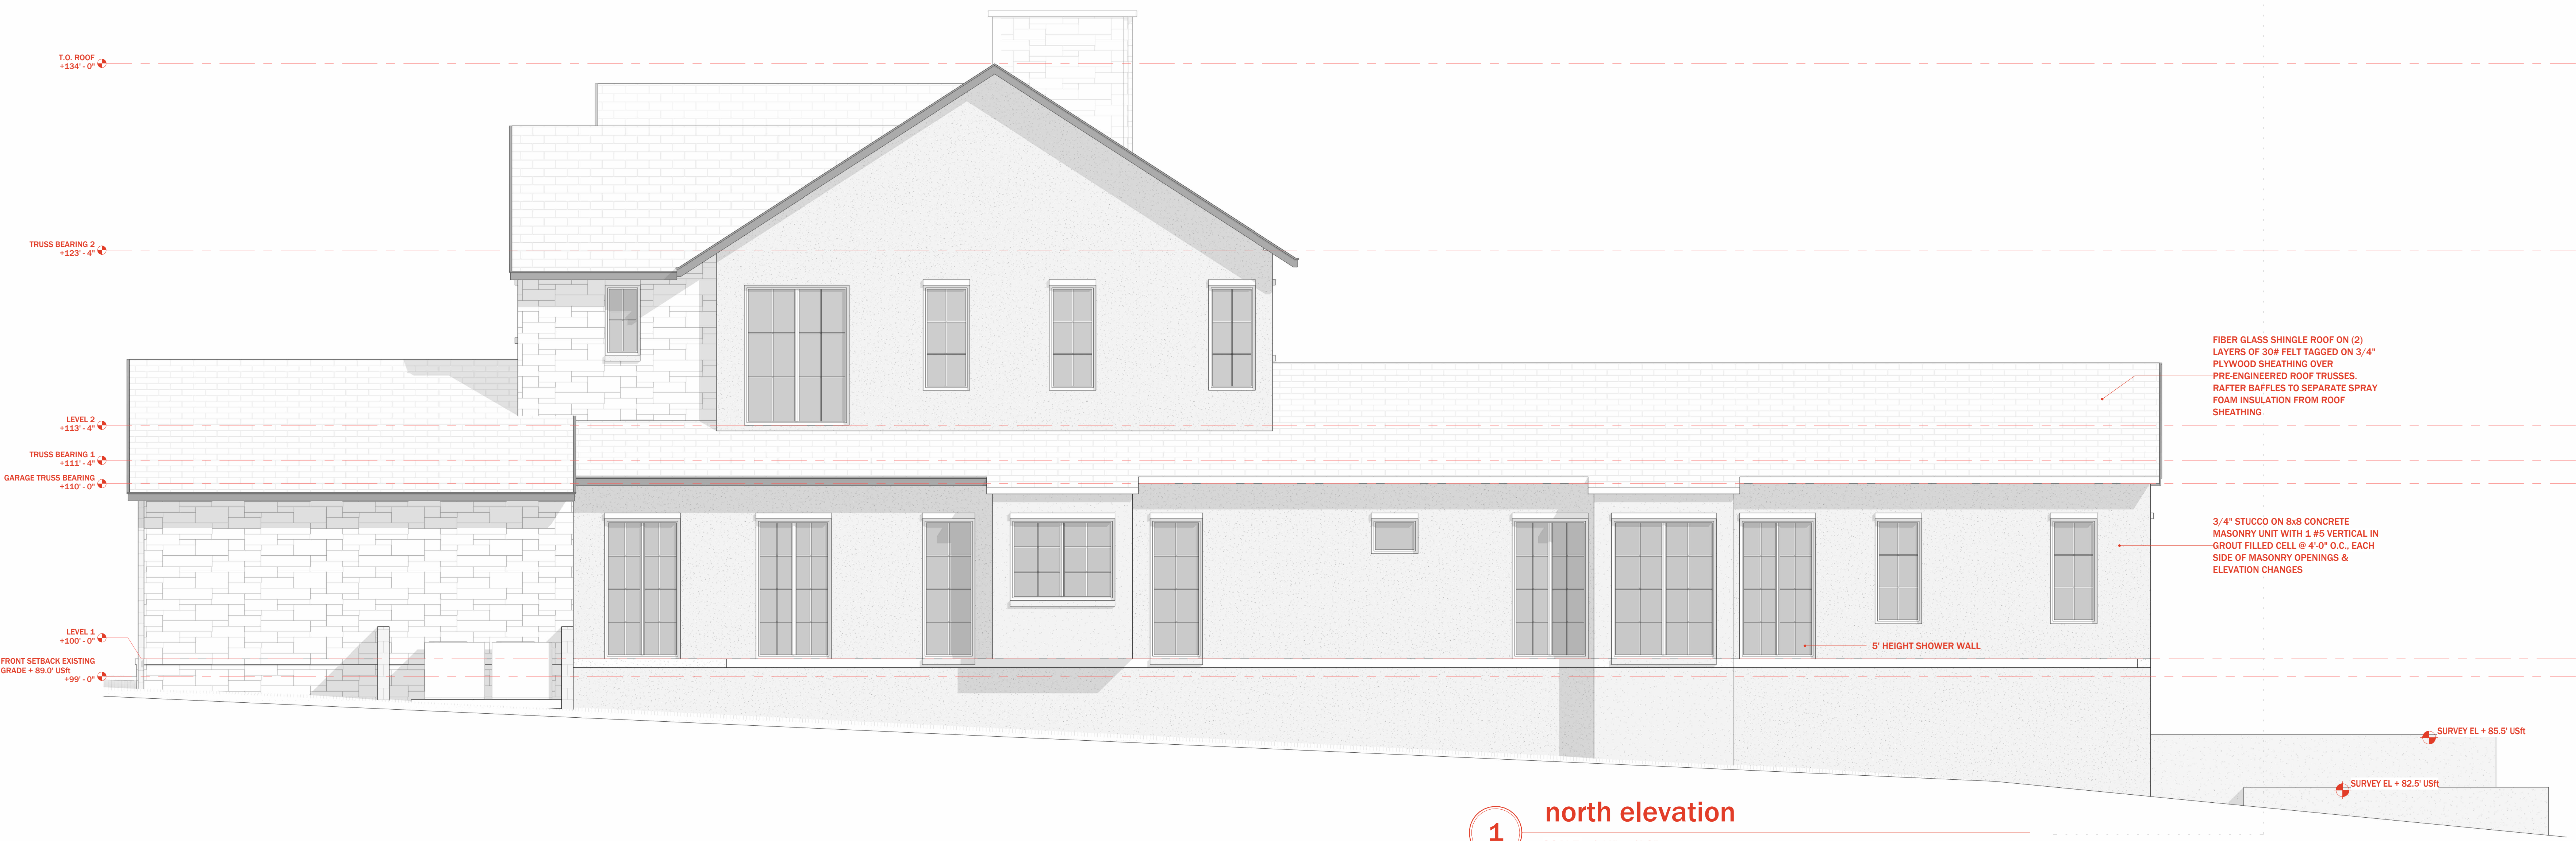 T.O. ROOF
+134' - 0"
TRUSS BEARING 2
+123' - 4"
LEVEL 2
+113' - 4"
TRUSS BEARING 1
+111' - 4"
GARAGE TRUSS BEARING
+110' - 0"
LEVEL 1
+100' - 0"
FRONT SETBACK EXISTING
GRADE + 89.0' USft
+99' - 0"
FIBER GLASS SHINGLE ROOF ON (2)
LAYERS OF 30# FELT TAGGED ON 3/4"
PLYWOOD SHEATHING OVER
PRE-ENGINEERED ROOF TRUSSES.
RAFTER BAFFLES TO SEPARATE SPRAY
FOAM INSULATION FROM ROOF
SHEATHING
3/4" STUCCO ON 8x8 CONCRETE
MASONRY UNIT WITH 1 #5 VERTICAL IN
GROUT FILLED CELL @ 4'-0" O.C., EACH
SIDE OF MASONRY OPENINGS &
ELEVATION CHANGES
5' HEIGHT SHOWER WALL
SURVEY EL + 85.5' USft
SURVEY EL + 82.5' USft
north elevation
1